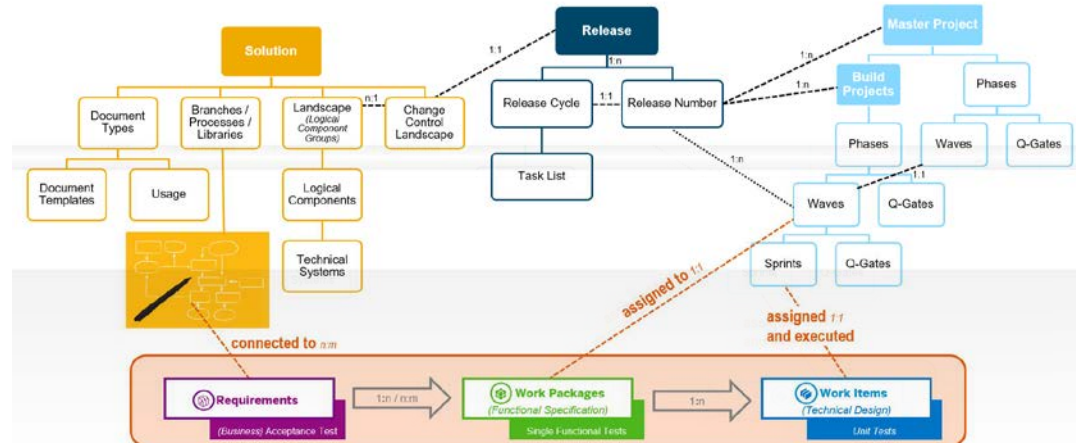 Master Project
Solution
Release
1:1
1:n
1:n
Build
Projects
Phases
1:n
Document
Types
Branches /
Processes /
Libraries
Landscape
(Logical
Component
Groups)
n:1
Change
Control
Landscape
Release Cycle
1:1
Release Number
Phases
Waves
Q-Gates
1:n
1:1
Document
Templates
Usage
Logical
Components
Task List
Waves
Q-Gates
Technical
Systems
Sprints
Q-Gates
assigned to 1:1
assigned 1:1
and executed
connected to n:m
Requirements
(Business) Acceptance Test
1:n / n:m
Work Packages
(Functional Specification)
Single Functional Tests
1:n
Work Items
(Technical Design)
Unit Tests